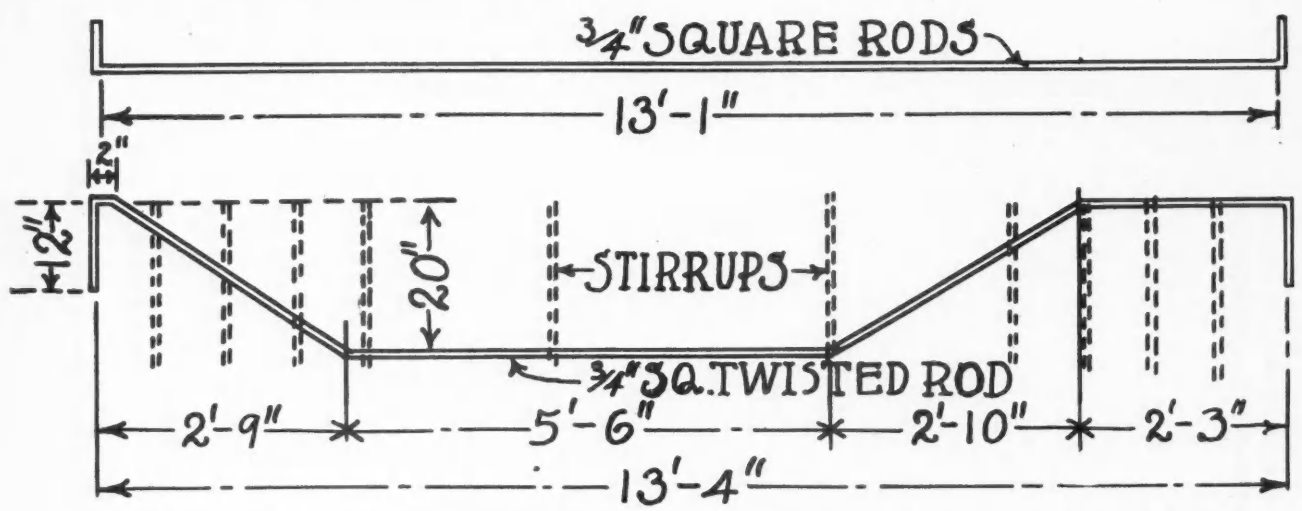 3/4" SQUARE RODS
13'-1"
2"
12"
20"
STIRRUPS
3/4" SQ. TWISTED ROD
2'-9" 5'-6" 2'-10" 2'-3"
13'-4"